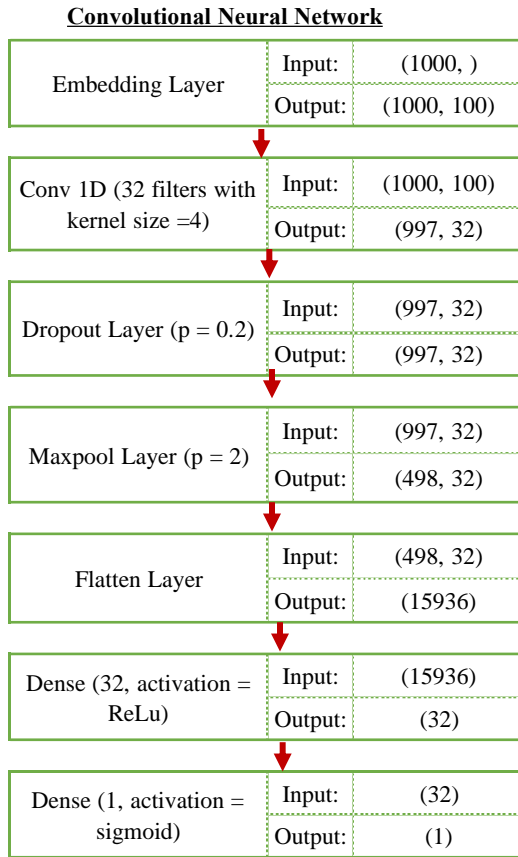 Convolutional Neural Network
Embedding Layer
Input: (1000, )
Output: (1000, 100)
Conv 1D (32 filters with
kernel size =4)
Input: (1000, 100)
Output: (997, 32)
Dropout Layer (p = 0.2)
Input: (997, 32)
Output: (997, 32)
Maxpool Layer (p = 2)
Input: (997, 32)
Output: (498, 32)
Flatten Layer
Input: (498, 32)
Output: (15936)
Dense (32, activation =
ReLu)
Input: (15936)
Output: (32)
Dense (1, activation =
sigmoid)
Input: (32)
Output: (1)